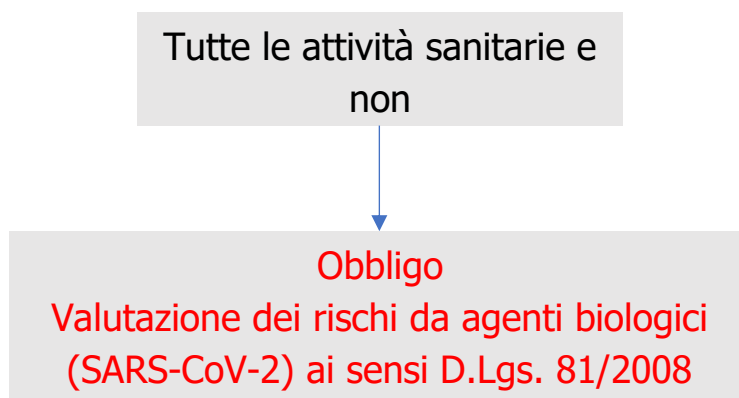 Tutte le attività sanitarie e
non
Obbligo
Valutazione dei rischi da agenti biologici
(SARS-CoV-2) ai sensi D.Lgs. 81/2008